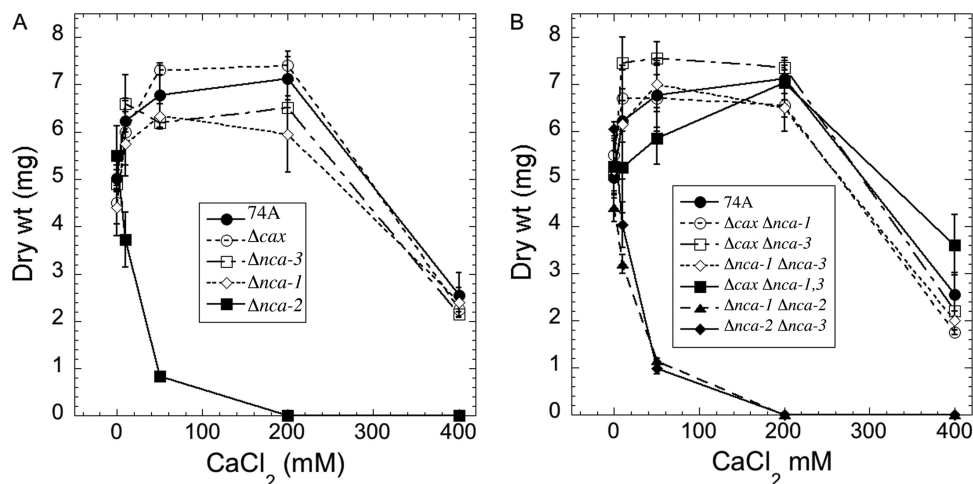 A
8
7
6
5
4
3
2
1
0
Dry wt (mg)
74A
Δcax
Δnca-3
Δnca-1
Δnca-2
0 100 200 300 400
CaCl₂ (mM)
B
8
7
6
5
4
3
2
1
0
Dry wt (mg)
74A
Δcax Δnca-1
Δcax Δnca-3
Δnca-1 Δnca-3
Δcax Δnca-1,3
Δnca-1 Δnca-2
Δnca-2 Δnca-3
0 100 200 300 400
CaCl₂ mM